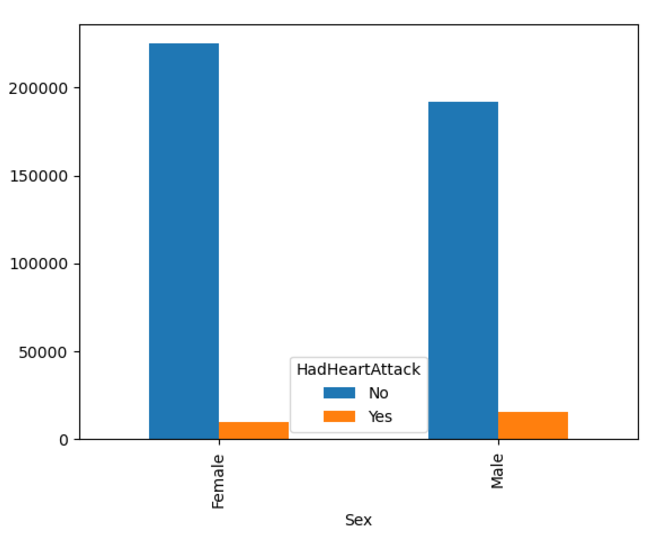 200000
150000
100000
50000
0
HadHeartAttack
No
Yes
Female
Male
Sex